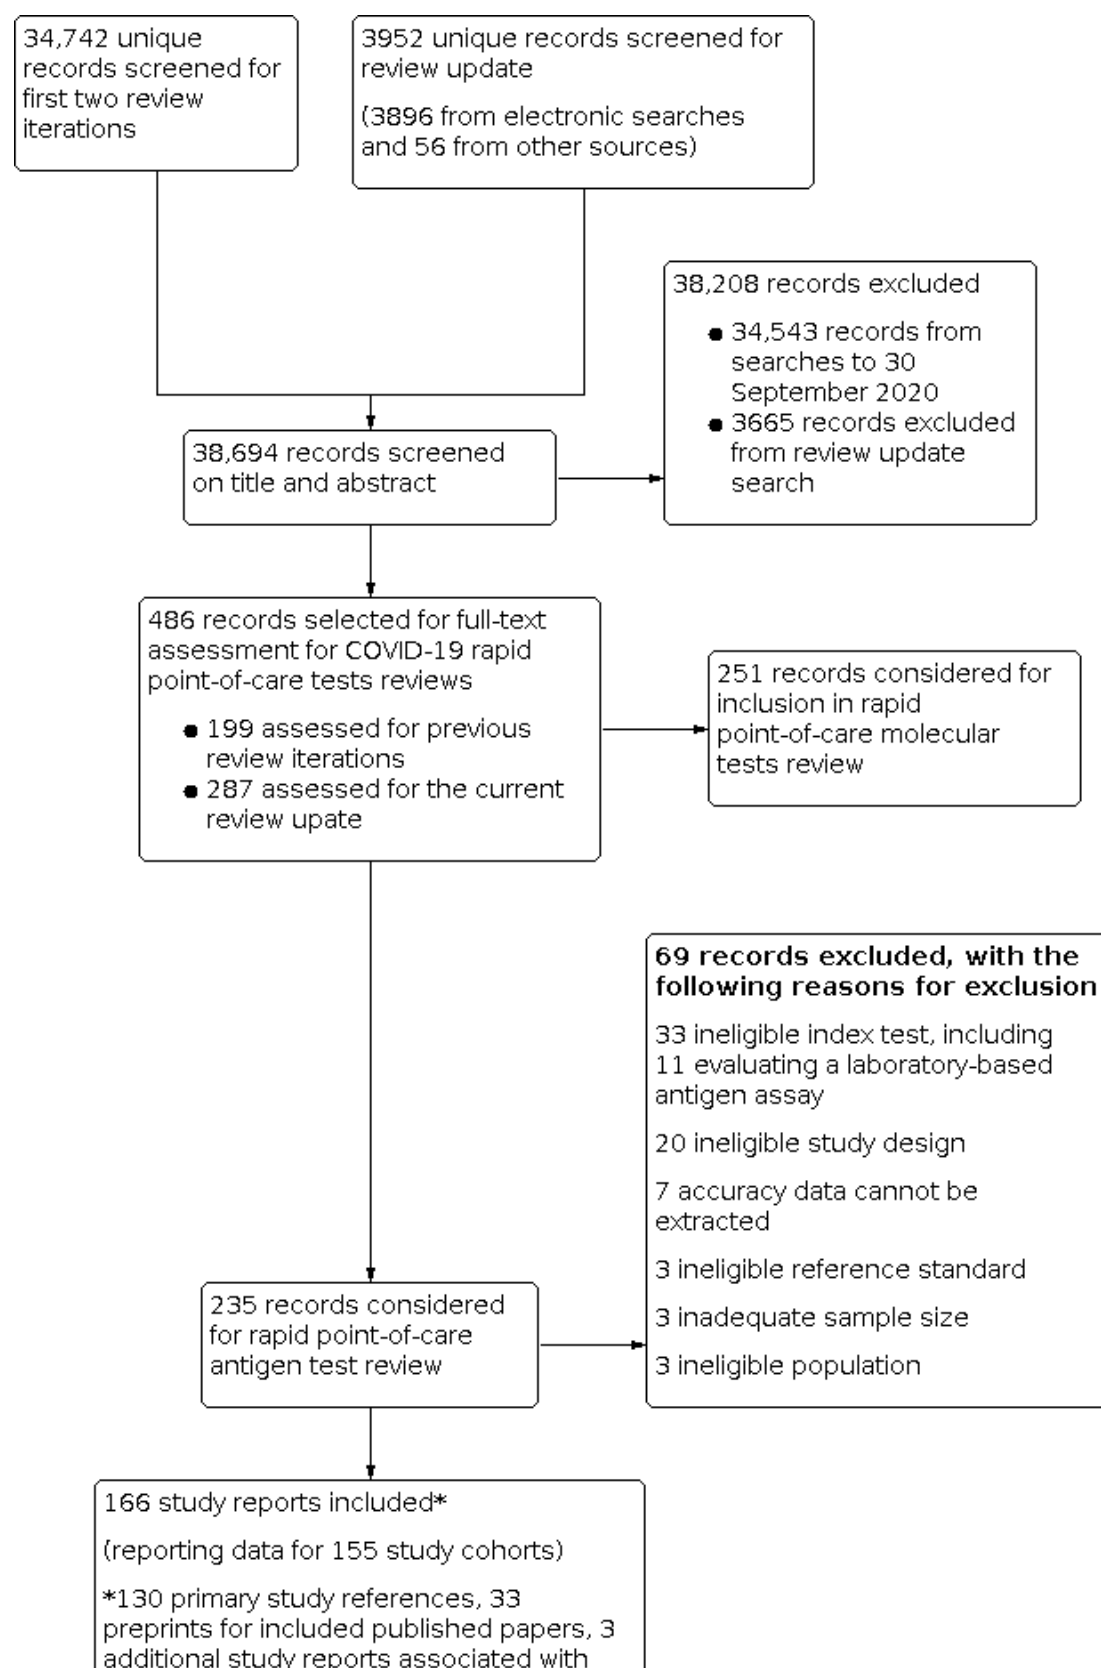 34,742 unique
records screened for
first two review
iterations
3952 unique records screened for
review update
(3896 from electronic searches
and 56 from other sources)
38,208 records excluded
● 34,543 records from
searches to 30
September 2020
● 3665 records excluded
from review update
search
38,694 records screened
on title and abstract
486 records selected for full-text
assessment for COVID-19 rapid
point-of-care tests reviews
● 199 assessed for previous
review iterations
● 287 assessed for the current
review upate
251 records considered for
inclusion in rapid
point-of-care molecular
tests review
69 records excluded, with the
following reasons for exclusion
33 ineligible index test, including
11 evaluating a laboratory-based
antigen assay
20 ineligible study design
7 accuracy data cannot be
extracted
3 ineligible reference standard
3 inadequate sample size
3 ineligible population
235 records considered
for rapid point-of-care
antigen test review
166 study reports included*
(reporting data for 155 study cohorts)
*130 primary study references, 33
preprints for included published papers, 3
additional study reports associated with